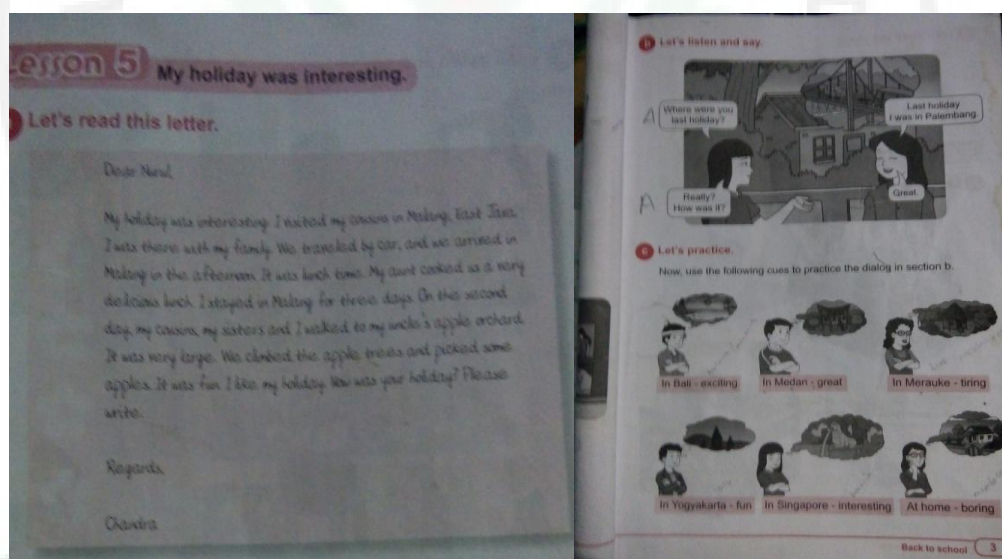 Lesson 5 My holiday was interesting.
Let's read this letter.
Dear Nurul,
My holiday was interesting. I visited my cousins in Malang, East Java.
I was there with my family. We traveled by car, and we arrived in
Malang in the afternoon. It was lunch time. My aunt cooked us a very
delicious lunch. I stayed in Malang for three days. On the second
day, my cousins, my sisters and I walked to my uncle's apple orchard.
It was very large. We climbed the apple trees and picked some
apples. It was fun. I like my holiday. How was your holiday? Please
write.
Regards,
Chandra
b Let's listen and say.
A
Where were you
last holiday?
Last holiday
I was in Palembang.
A
Really?
How was it?
Great.
c Let's practice.
Now, use the following cues to practice the dialog in section b.
In Bali - exciting
In Medan - great
In Merauke - tiring
In Yogyakarta - fun
In Singapore - interesting
At home - boring
Back to school 3